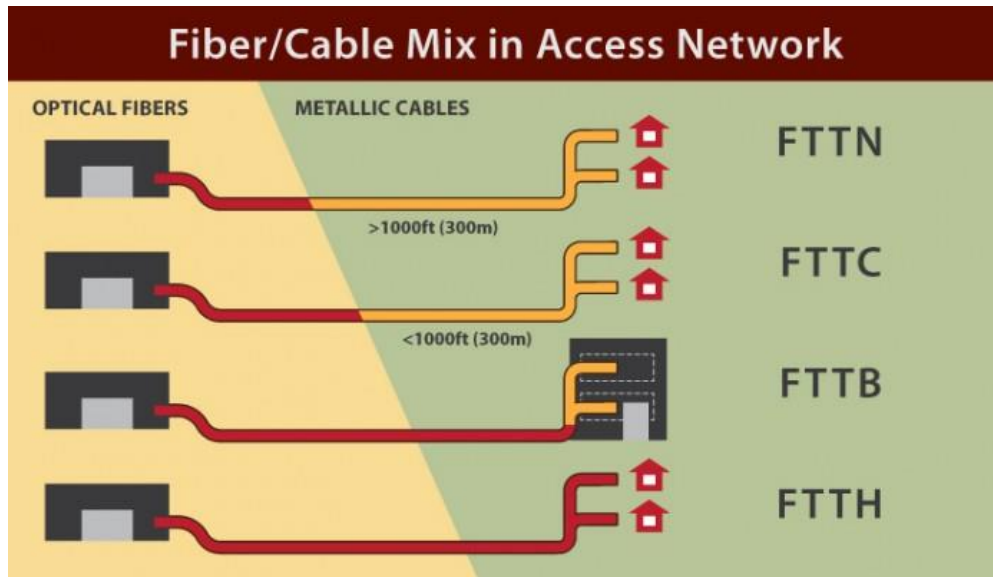 Fiber/Cable Mix in Access Network
OPTICAL FIBERS
METALLIC CABLES
FTTN
>1000ft (300m)
FTTC
<1000ft (300m)
FTTB
FTTH